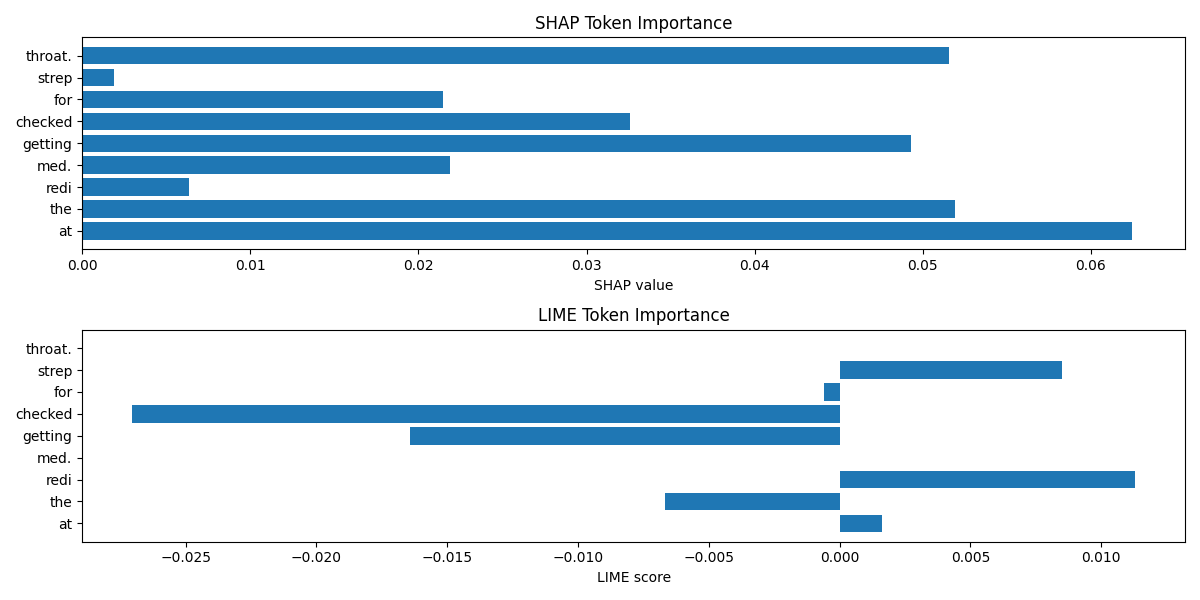 SHAP Token Importance
throat.
strep
for
checked
getting
med.
redi
the
at
0.00 0.01 0.02 0.03 0.04 0.05 0.06
SHAP value
LIME Token Importance
throat.
strep
for
checked
getting
med.
redi
the
at
−0.025 −0.020 −0.015 −0.010 −0.005 0.000 0.005 0.010
LIME score